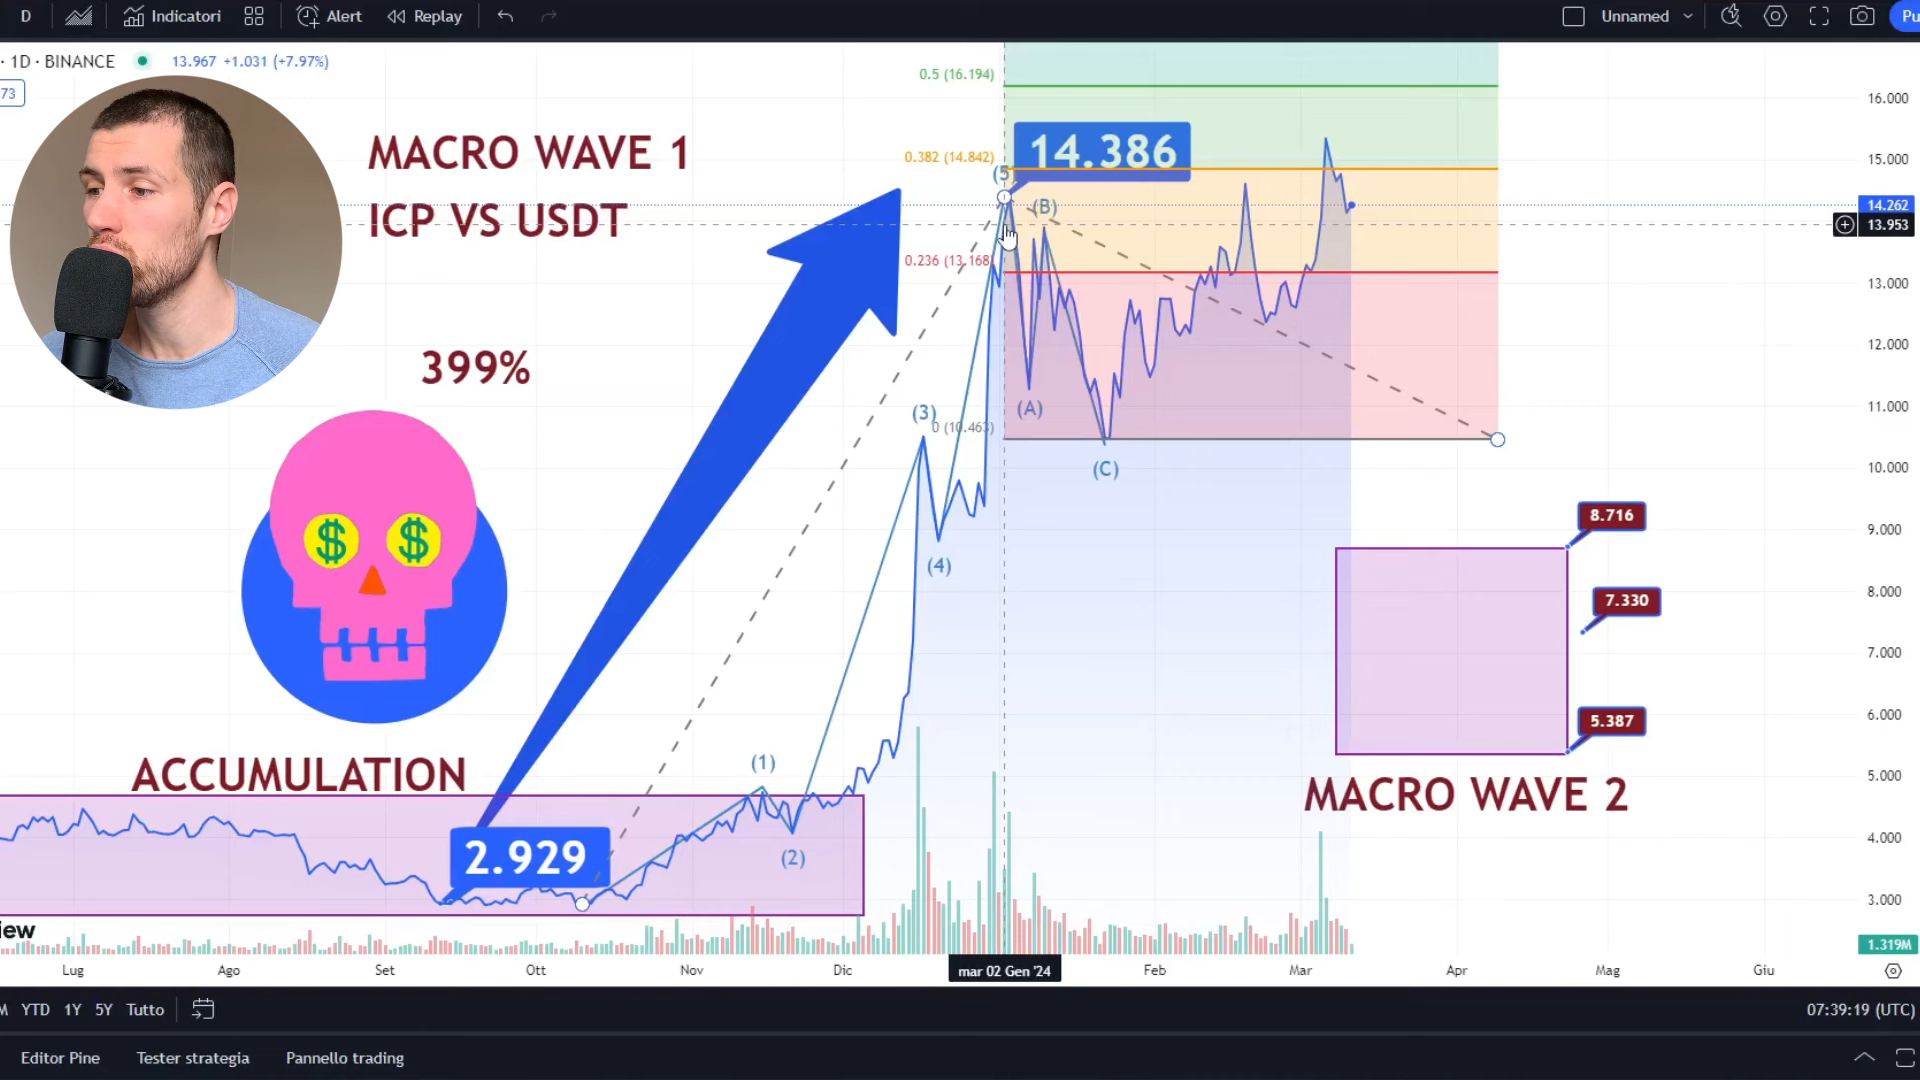 D
Indicatori
Alert
Replay
Unnamed
Pu
· 1D · BINANCE
13.967 +1.031 (+7.97%)
73
MACRO WAVE 1
ICP VS USDT
399%
ACCUMULATION
2.929
14.386
0.5 (16.194)
0.382 (14.842)
0.236 (13.168)
0 (10.463)
(1)
(2)
(3)
(4)
(5
(A)
(B)
(C)
8.716
7.330
5.387
MACRO WAVE 2
16.000
15.000
14.262
13.953
13.000
12.000
11.000
10.000
9.000
8.000
7.000
6.000
5.000
4.000
3.000
1.319M
iew
Lug
Ago
Set
Ott
Nov
Dic
mar 02 Gen '24
Feb
Mar
Apr
Mag
Giu
M
YTD
1Y
5Y
Tutto
07:39:19 (UTC)
Editor Pine
Tester strategia
Pannello trading